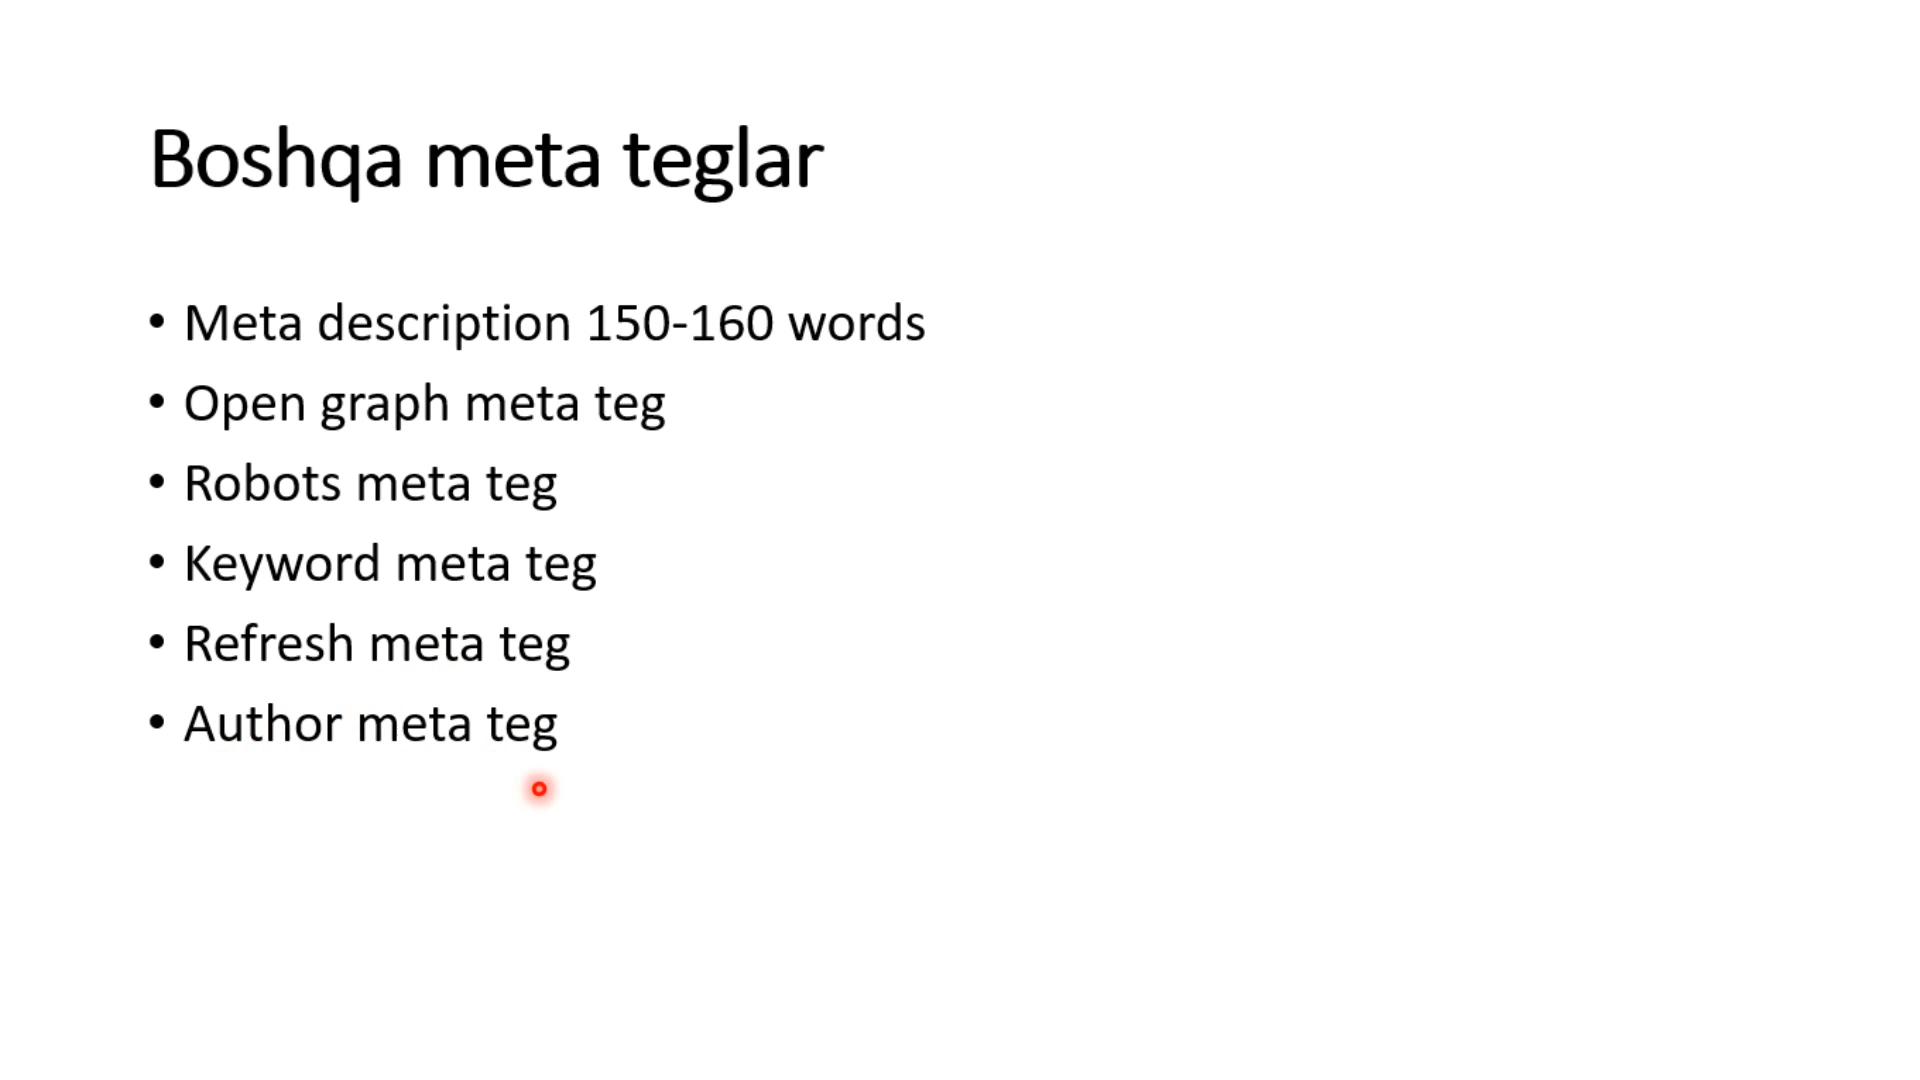 Boshqa meta teglar
• Meta description 150-160 words
• Open graph meta teg
• Robots meta teg
• Keyword meta teg
• Refresh meta teg
• Author meta teg